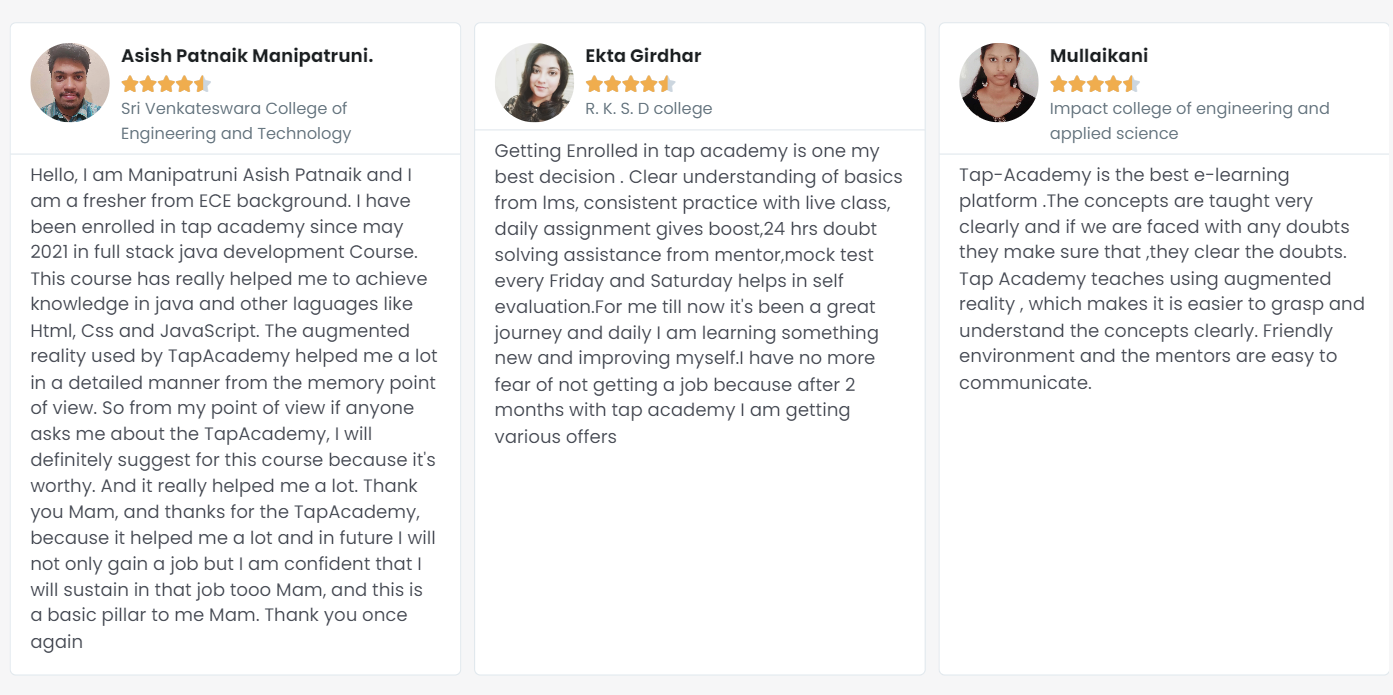 Asish Patnaik Manipatruni.
Sri Venkateswara College of
Engineering and Technology
Hello, I am Manipatruni Asish Patnaik and I
am a fresher from ECE background. I have
been enrolled in tap academy since may
2021 in full stack java development Course.
This course has really helped me to achieve
knowledge in java and other laguages like
Html, Css and JavaScript. The augmented
reality used by TapAcademy helped me a lot
in a detailed manner from the memory point
of view. So from my point of view if anyone
asks me about the TapAcademy, I will
definitely suggest for this course because it's
worthy. And it really helped me a lot. Thank
you Mam, and thanks for the TapAcademy,
because it helped me a lot and in future I will
not only gain a job but I am confident that I
will sustain in that job tooo Mam, and this is
a basic pillar to me Mam. Thank you once
again
Ekta Girdhar
R. K. S. D college
Getting Enrolled in tap academy is one my
best decision . Clear understanding of basics
from lms, consistent practice with live class,
daily assignment gives boost,24 hrs doubt
solving assistance from mentor,mock test
every Friday and Saturday helps in self
evaluation.For me till now it's been a great
journey and daily I am learning something
new and improving myself.I have no more
fear of not getting a job because after 2
months with tap academy I am getting
various offers
Mullaikani
Impact college of engineering and
applied science
Tap-Academy is the best e-learning
platform .The concepts are taught very
clearly and if we are faced with any doubts
they make sure that ,they clear the doubts.
Tap Academy teaches using augmented
reality , which makes it is easier to grasp and
understand the concepts clearly. Friendly
environment and the mentors are easy to
communicate.